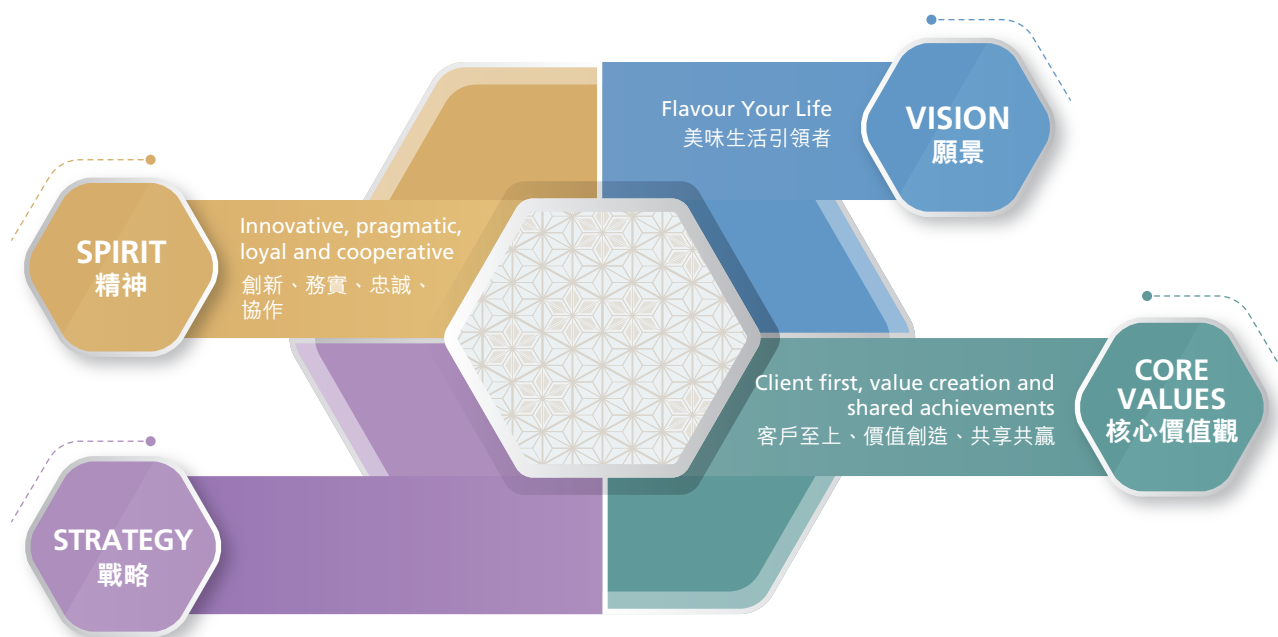 Flavour Your Life
美味生活引領者
VISION
願景
SPIRIT
精神
Innovative, pragmatic,
loyal and cooperative
創新、務實、忠誠、
協作
Client first, value creation and
shared achievements
客戶至上、價值創造、共享共贏
CORE
VALUES
核心價值觀
STRATEGY
戰略